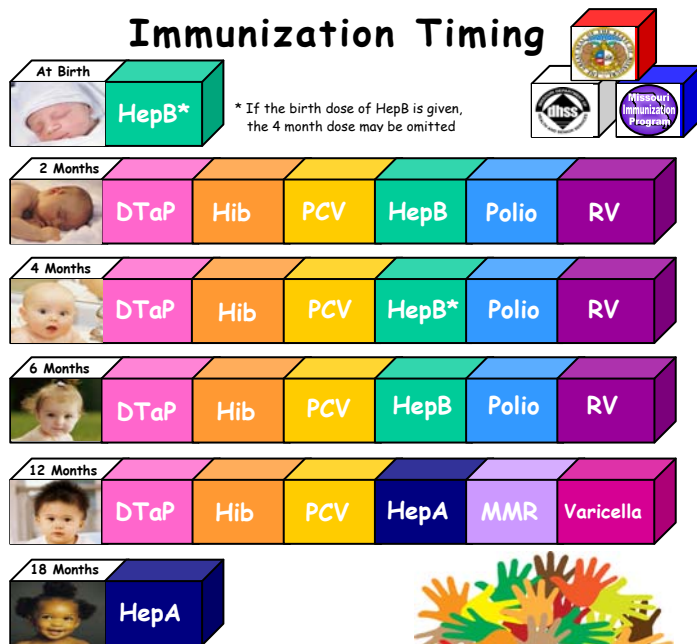 Immunization Timing
At Birth
HepB*
* If the birth dose of HepB is given,
the 4 month dose may be omitted
dhss
Missouri
Immunization
Program
2 Months
DTaP Hib PCV HepB Polio RV
4 Months
DTaP Hib PCV HepB* Polio RV
6 Months
DTaP Hib PCV HepB Polio RV
12 Months
DTaP Hib PCV HepA MMR Varicella
18 Months
HepA